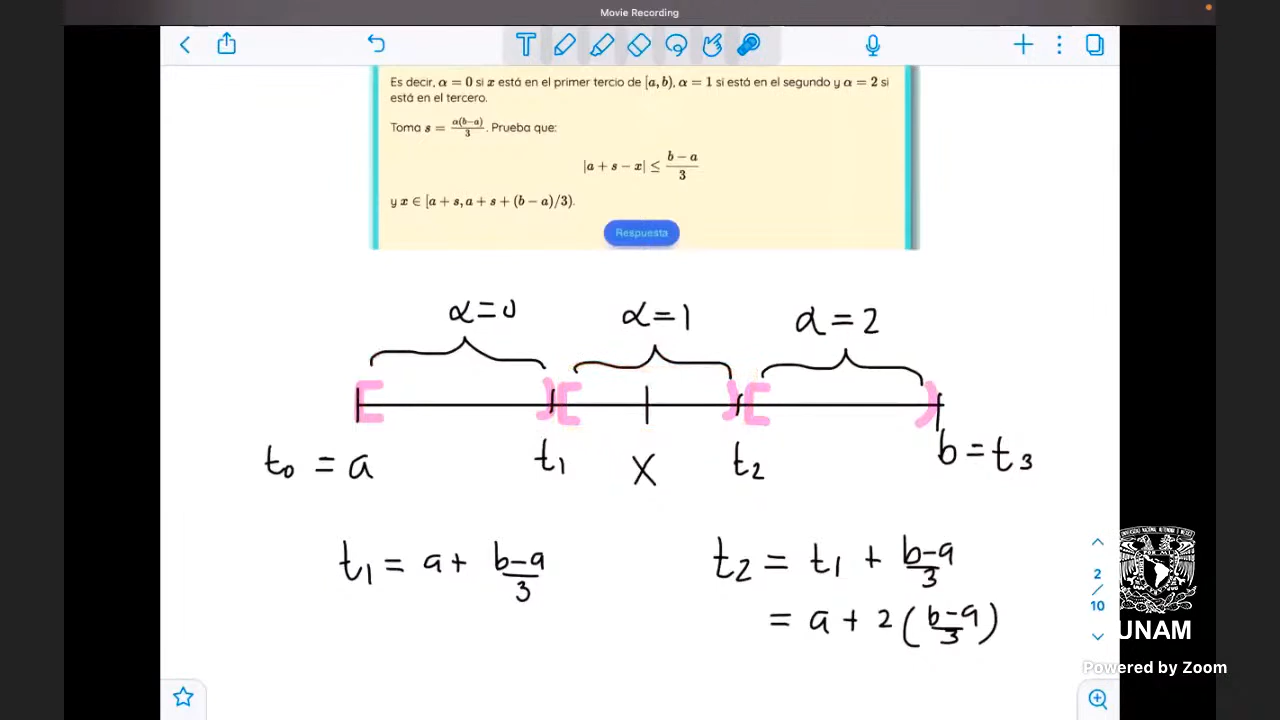 Movie Recording
Es decir, α = 0 si x está en el primer tercio de [a, b), α = 1 si está en el segundo y α = 2 si
está en el tercero.
Toma s = α(b−a)/3. Prueba que:
|a + s − x| ≤ (b − a)/3
y x ∈ [a + s, a + s + (b − a)/3).
Respuesta
α=0 α=1 α=2
t₀ = a t₁ x t₂ b = t₃
t₁ = a + (b−a)/3
t₂ = t₁ + (b−a)/3
= a + 2((b−a)/3)
2
/
10
UNAM
Powered by Zoom